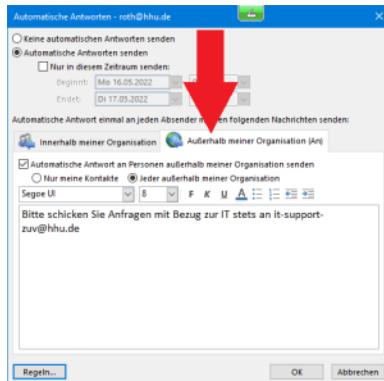 Automatische Antworten - roth@hhu.de
Keine automatischen Antworten senden
Automatische Antworten senden
Nur in diesem Zeitraum senden:
Beginnt: Mo 16.05.2022
Endet: Di 17.05.2022
Automatische Antwort einmal an jeden Absender folgenden Nachrichten senden:
Innerhalb meiner Organisation Außerhalb meiner Organisation (An)
Automatische Antwort an Personen außerhalb meiner Organisation senden
Nur meine Kontakte Jeder außerhalb meiner Organisation
Segoe UI 8 F K U A
Bitte schicken Sie Anfragen mit Bezug zur IT stets an it-support-
zuv@hhu.de
Regeln... OK Abbrechen